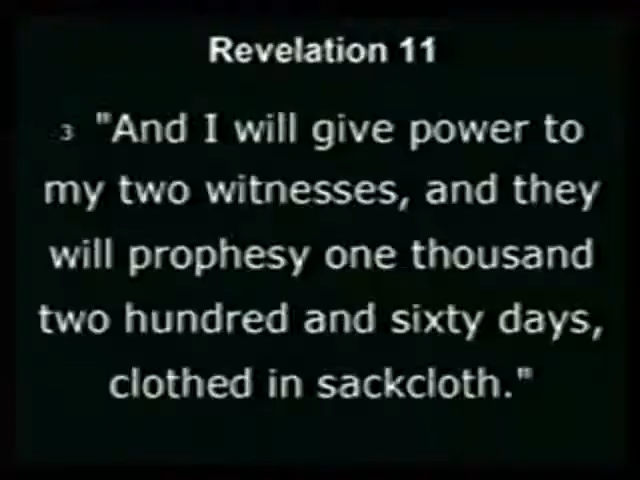 Revelation 11
3 "And I will give power to
my two witnesses, and they
will prophesy one thousand
two hundred and sixty days,
clothed in sackcloth."